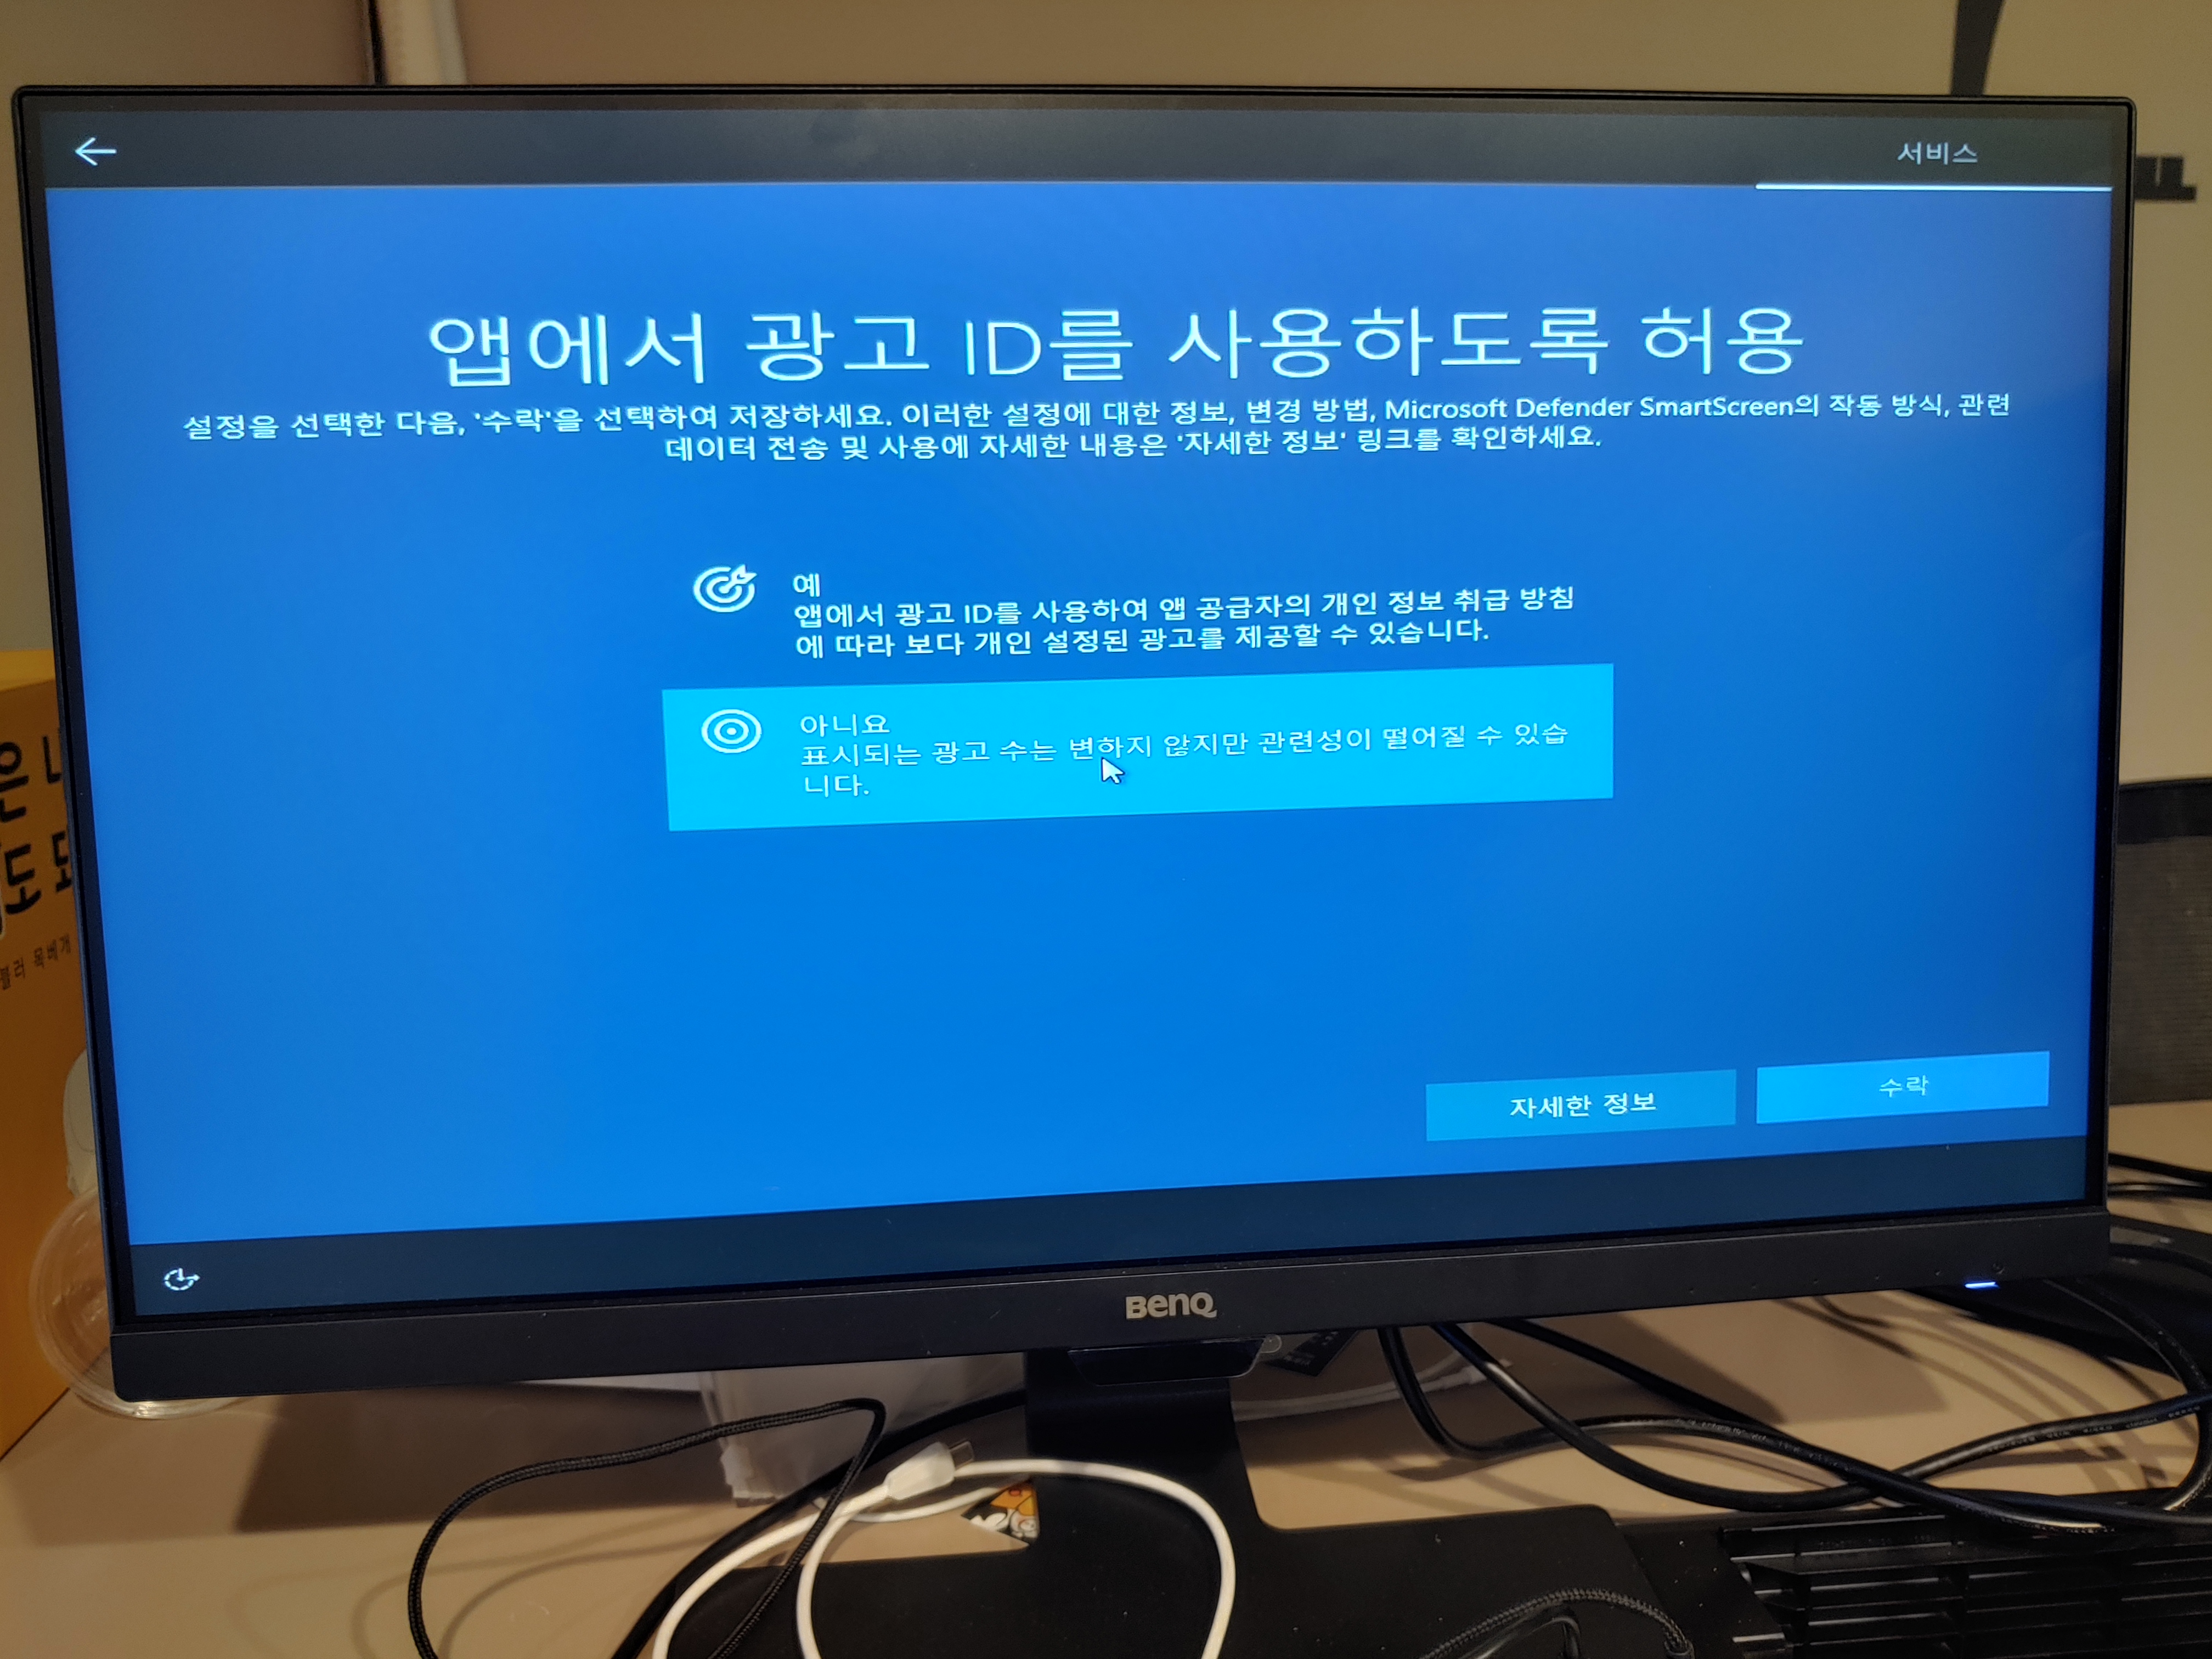 서비스
앱에서 광고 ID를 사용하도록 허용
설정을 선택한 다음, '수락'을 선택하여 저장하세요. 이러한 설정에 대한 정보, 변경 방법, Microsoft Defender SmartScreen의 작동 방식, 관련
데이터 전송 및 사용에 자세한 내용은 '자세한 정보' 링크를 확인하세요.
예
앱에서 광고 ID를 사용하여 앱 공급자의 개인 정보 취급 방침
에 따라 보다 개인 설정된 광고를 제공할 수 있습니다.
아니요
표시되는 광고 수는 변하지 않지만 관련성이 떨어질 수 있습
니다.
자세한 정보
수락
BenQ
은
도
목베개